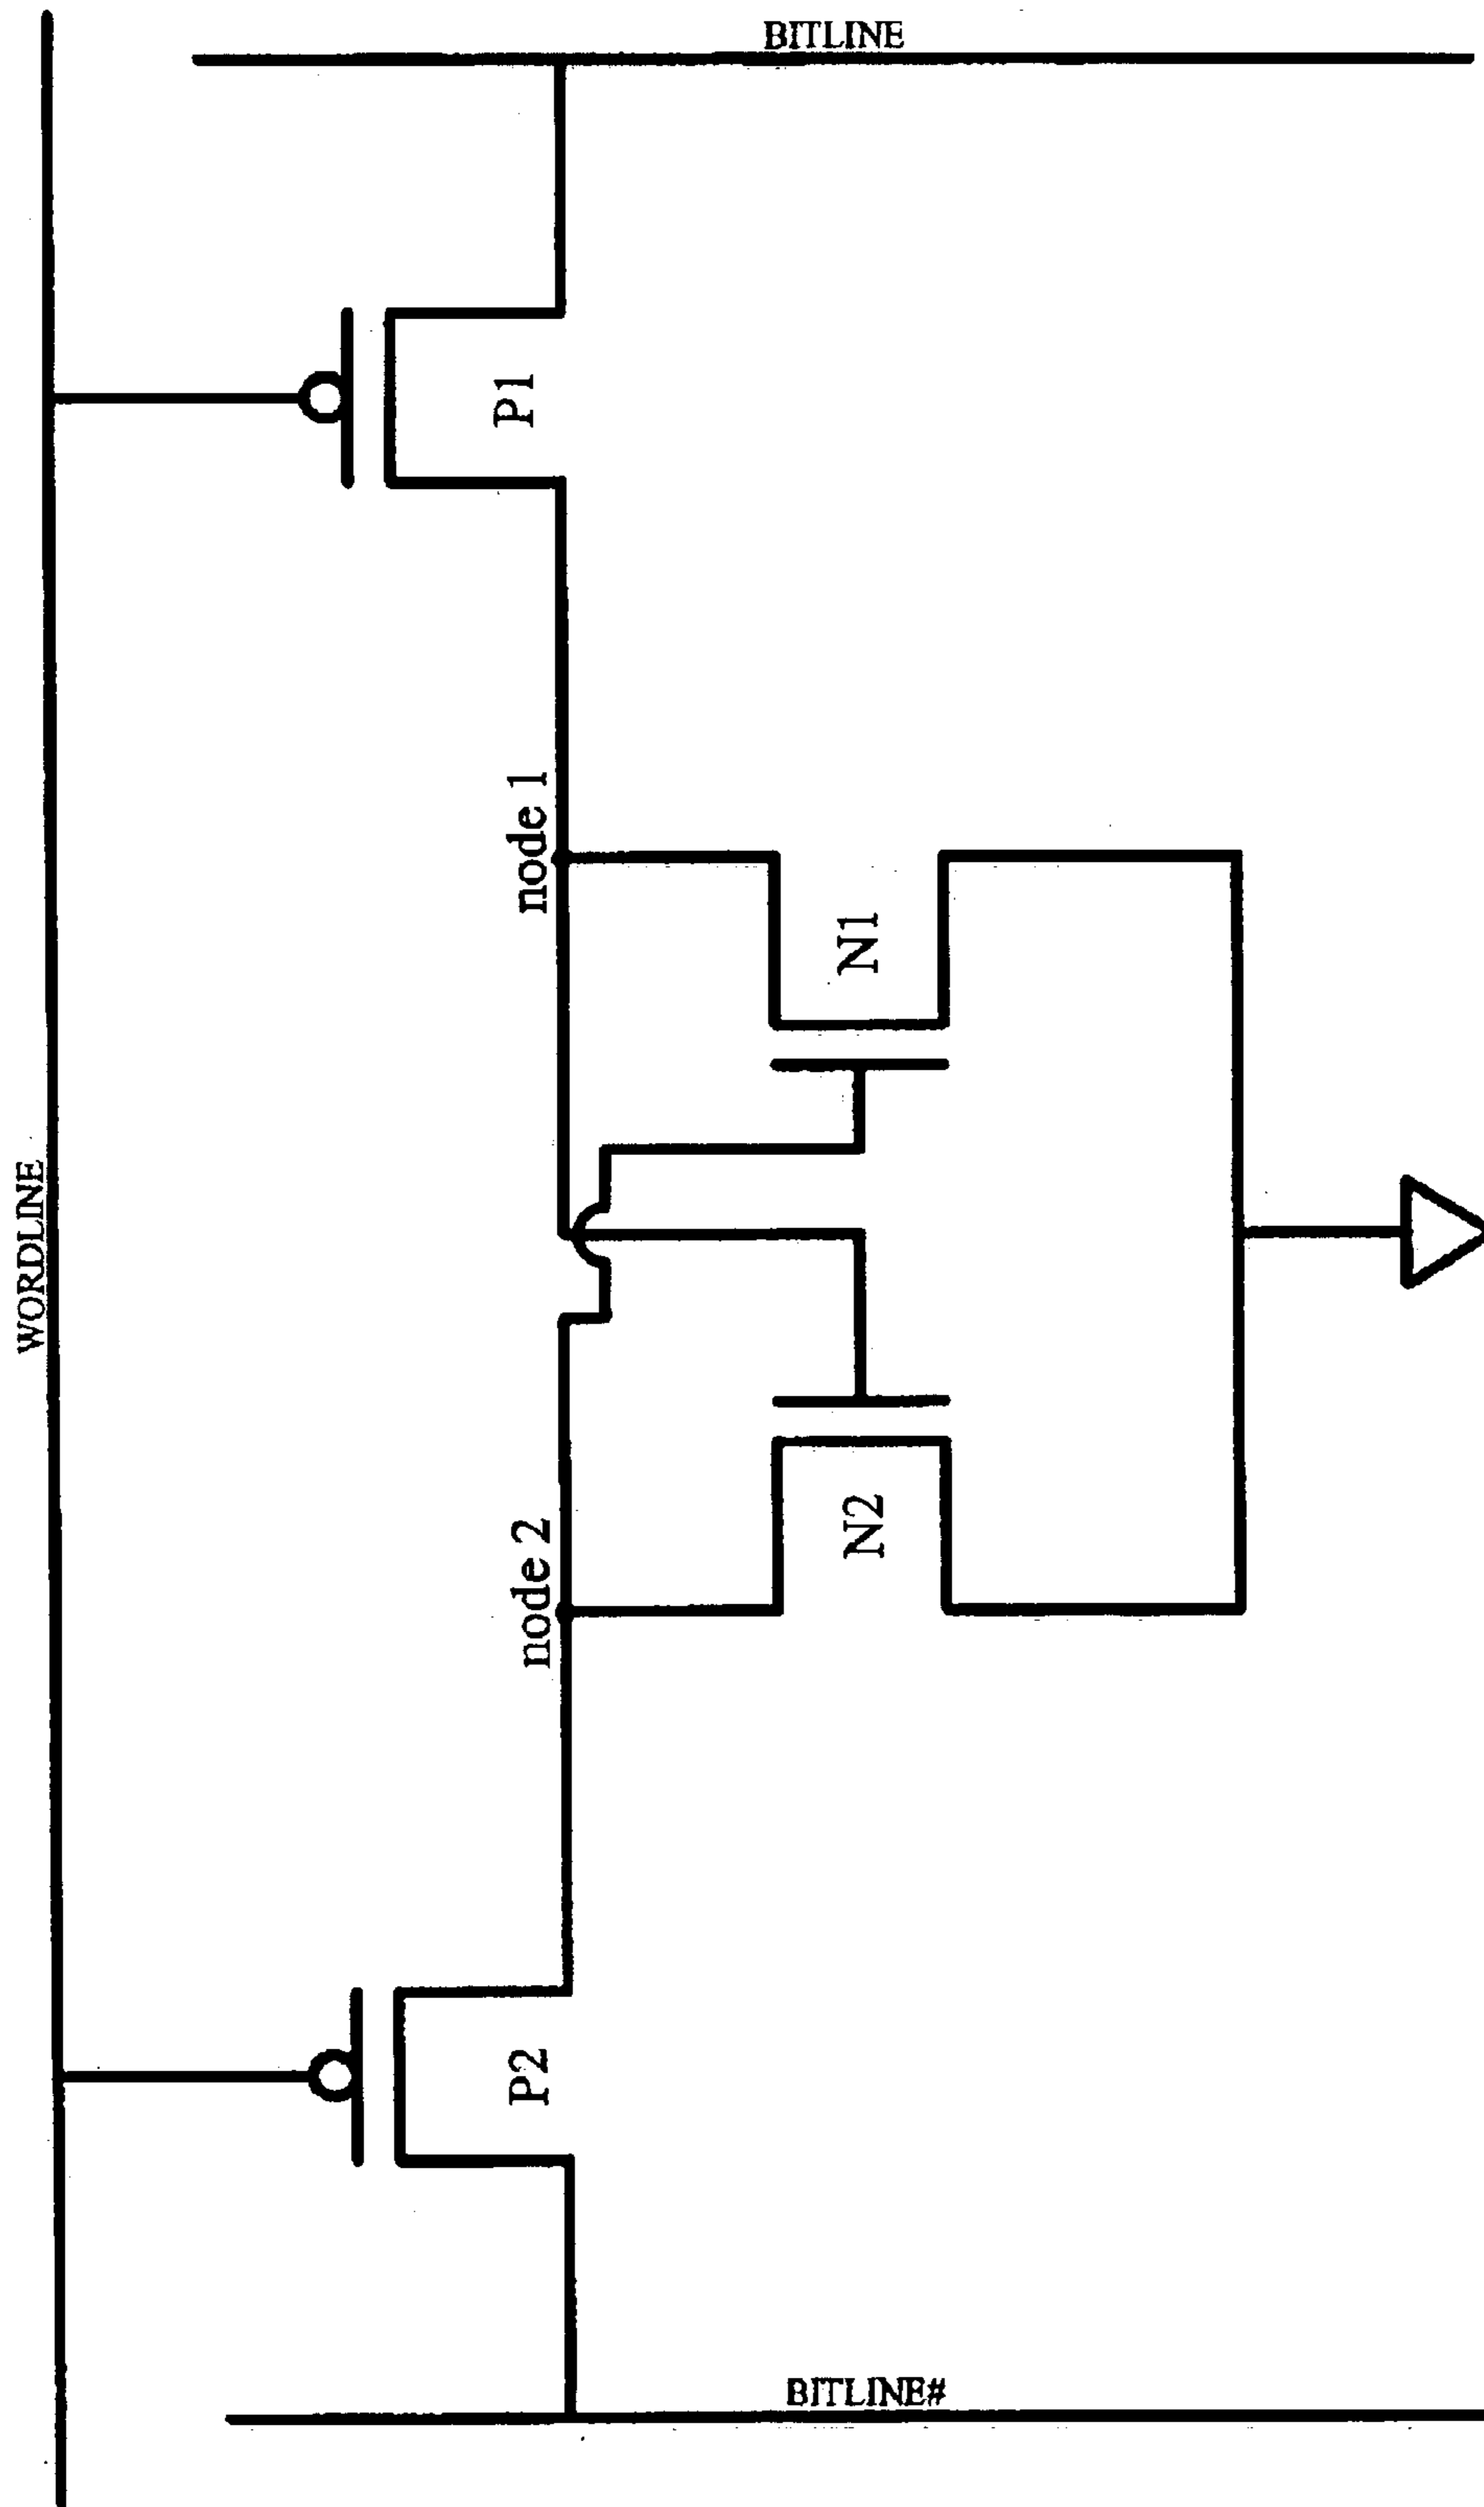 BITLINE
P1
node 1
N1
WORDLINE
N2
node 2
P2
BITLINE#